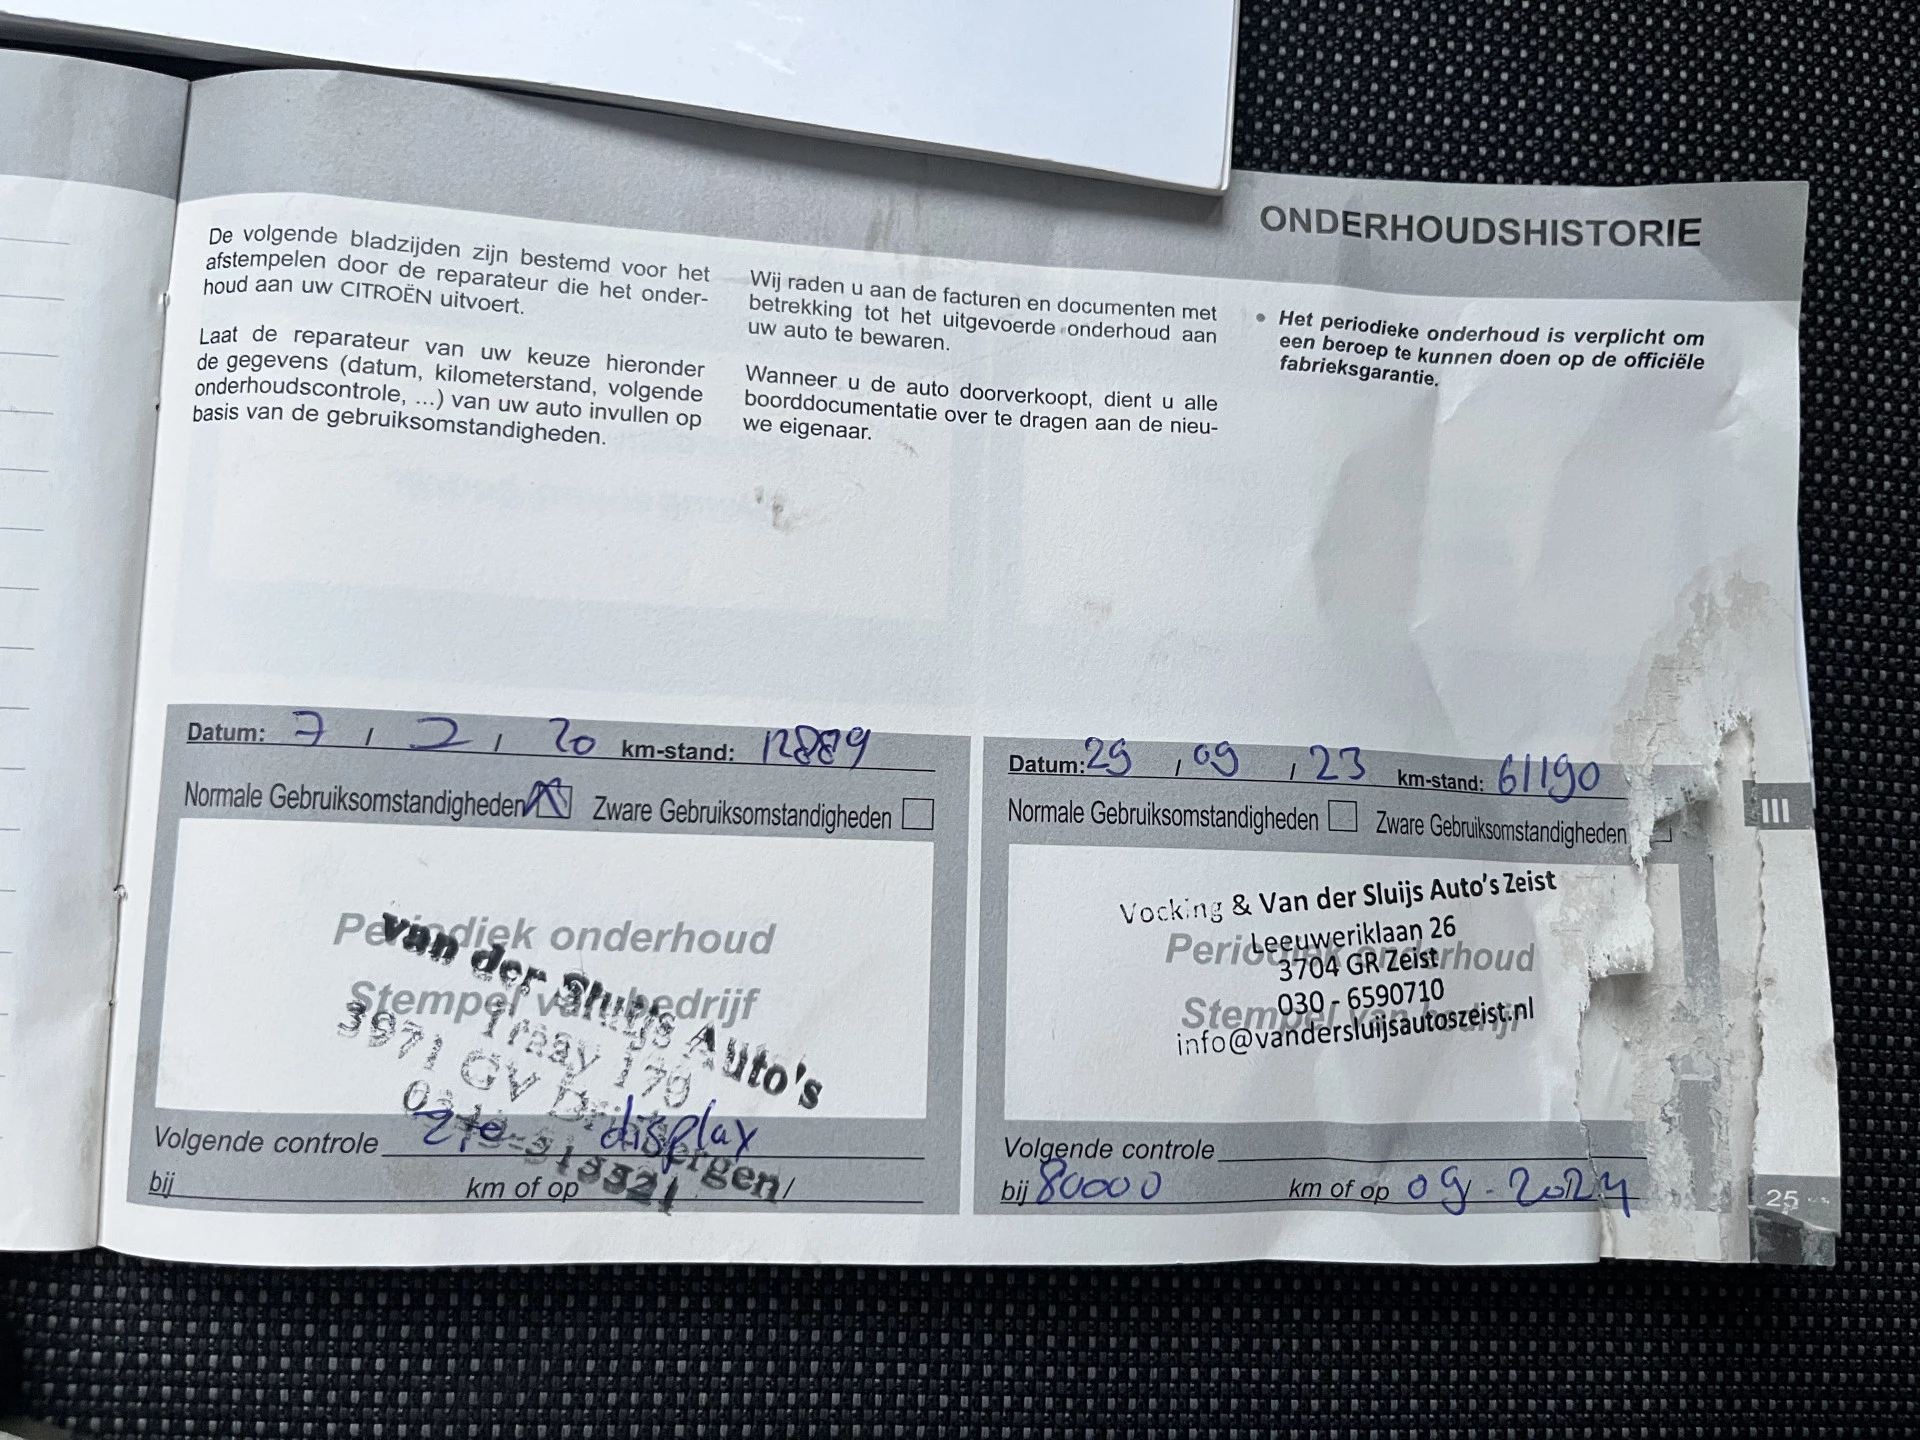 ONDERHOUDSHISTORIE
De volgende bladzijden zijn bestemd voor het
afstempelen door de reparateur die het onder-
houd aan uw CITROËN uitvoert.
Laat de reparateur van uw keuze hieronder
de gegevens (datum, kilometerstand, volgende
onderhoudscontrole, ...) van uw auto invullen op
basis van de gebruiksomstandigheden.
Wij raden u aan de facturen en documenten met
betrekking tot het uitgevoerde onderhoud aan
uw auto te bewaren.
Wanneer u de auto doorverkoopt, dient u alle
boorddocumentatie over te dragen aan de nieu-
we eigenaar.
• Het periodieke onderhoud is verplicht om
een beroep te kunnen doen op de officiële
fabrieksgarantie.
Datum: 7 / 2 / 20 km-stand: 12889
Normale Gebruiksomstandigheden Zware Gebruiksomstandigheden
Periodiek onderhoud
Stempel van bedrijf
van der Sluijs Auto's
Traay 179
3971 GV Driebergen
Volgende controle zie display
bij km of op /
Datum: 29 / 09 / 23 km-stand: 61190
Normale Gebruiksomstandigheden Zware Gebruiksomstandigheden
Periodiek onderhoud
Stempel van bedrijf
Vocking & Van der Sluijs Auto's Zeist
Leeuweriklaan 26
3704 GR Zeist
030 - 6590710
info@vandersluijsautoszeist.nl
Volgende controle
bij 80000 km of op 09 - 2024
III
25